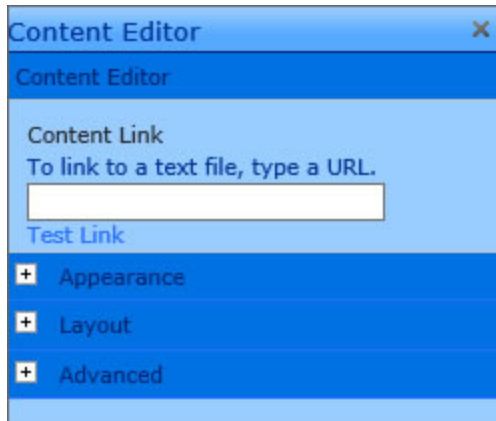 Content Editor
Content Editor
Content Link
To link to a text file, type a URL.
Test Link
Appearance
Layout
Advanced